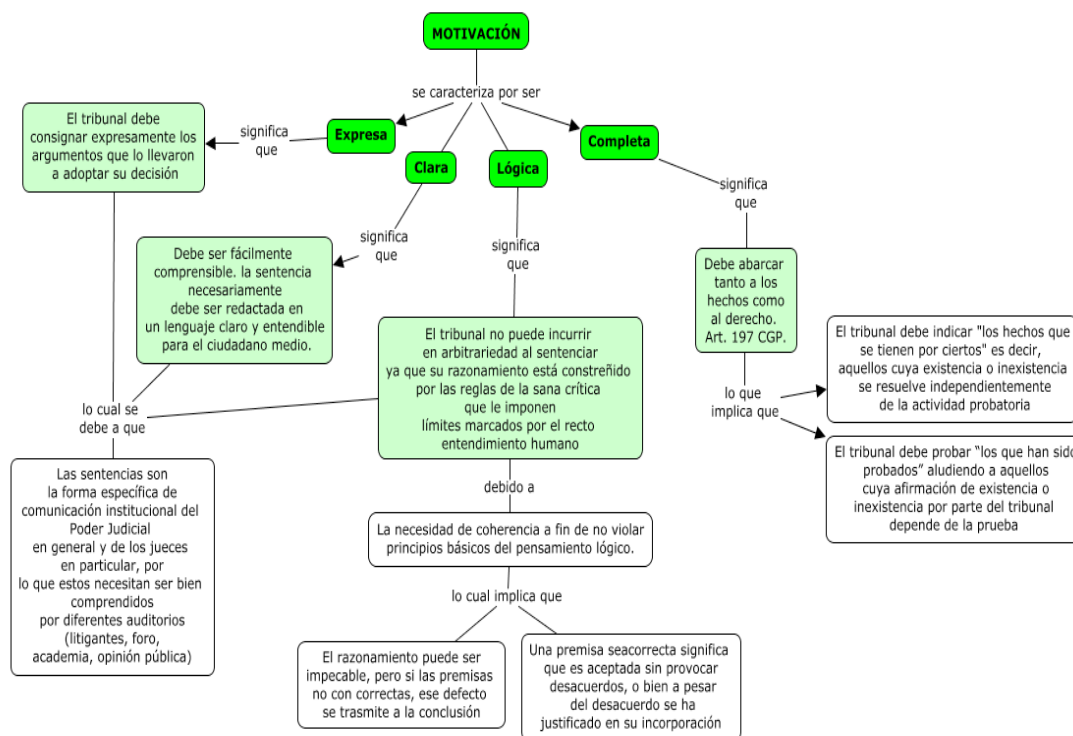 MOTIVACIÓN
se caracteriza por ser
Expresa
Clara
Lógica
Completa
significa
que
El tribunal debe
consignar expresamente los
argumentos que lo llevaron
a adoptar su decisión
significa
que
Debe ser fácilmente
comprensible. la sentencia
necesariamente
debe ser redactada en
un lenguaje claro y entendible
para el ciudadano medio.
significa
que
El tribunal no puede incurrir
en arbitrariedad al sentenciar
ya que su razonamiento está constreñido
por las reglas de la sana crítica
que le imponen
límites marcados por el recto
entendimiento humano
significa
que
Debe abarcar
tanto a los
hechos como
al derecho.
Art. 197 CGP.
lo que
implica que
El tribunal debe indicar "los hechos que
se tienen por ciertos" es decir,
aquellos cuya existencia o inexistencia
se resuelve independientemente
de la actividad probatoria
El tribunal debe probar “los que han sido
probados” aludiendo a aquellos
cuya afirmación de existencia o
inexistencia por parte del tribunal
depende de la prueba
lo cual se
debe a que
Las sentencias son
la forma específica de
comunicación institucional del
Poder Judicial
en general y de los jueces
en particular, por
lo que estos necesitan ser bien
comprendidos
por diferentes auditorios
(litigantes, foro,
academia, opinión pública)
debido a
La necesidad de coherencia a fin de no violar
principios básicos del pensamiento lógico.
lo cual implica que
El razonamiento puede ser
impecable, pero si las premisas
no con correctas, ese defecto
se trasmite a la conclusión
Una premisa seacorrecta significa
que es aceptada sin provocar
desacuerdos, o bien a pesar
del desacuerdo se ha
justificado en su incorporación